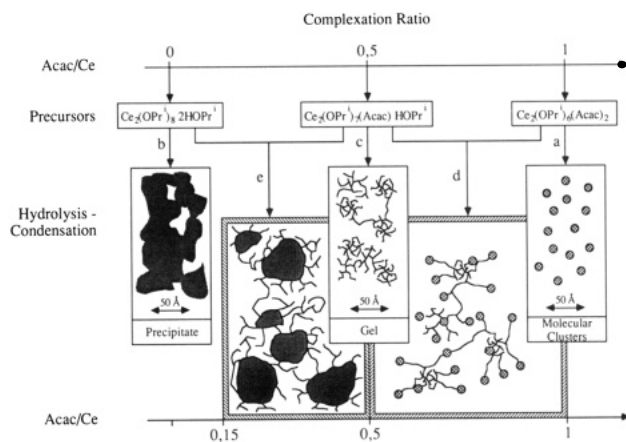 Complexation Ratio
0 0,5 1
Acac/Ce
Precursors Ce₂(OPrⁱ)₈ 2HOPrⁱ Ce₂(OPrⁱ)₇(Acac) HOPrⁱ Ce₂(OPrⁱ)₆(Acac)₂
b c a
e d
Hydrolysis -
Condensation
50 Å 50 Å 50 Å
Precipitate Gel Molecular
Clusters
Acac/Ce
0,15 0,5 1